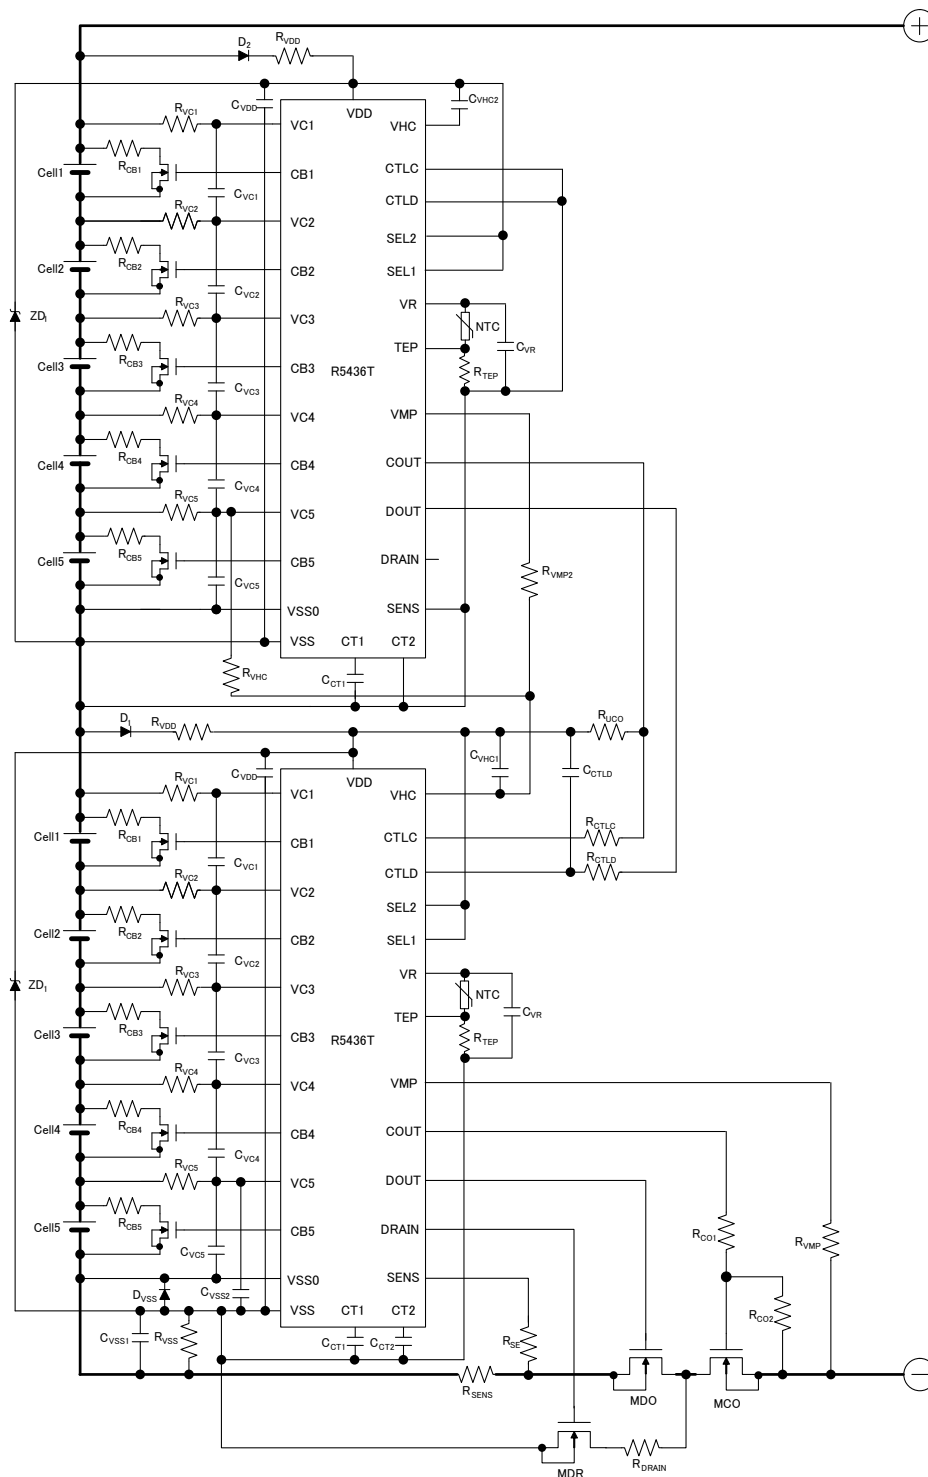 D2
RVDD
CVDD
VDD
CVHC2
RVC1
VC1
VHC
RCB1
Cell1
CB1
CVC1
CTLC
CTLD
RVC2
VC2
SEL2
RCB2
Cell2
CB2
SEL1
CVC2
RVC3
VC3
VR
NTC
ZD1
CVR
TEP
RCB3
Cell3
CB3
R5436T
RTEP
CVC3
RVC4
VC4
VMP
RCB4
Cell4
CB4
COUT
CVC4
RVC5
VC5
DOUT
RCB5
Cell5
CB5
DRAIN
CVC5
RVMP2
VSS0
SENS
VSS
CT1
CT2
RVHC
CCT1
D1
RVDD
RUCO
CVHC1
CVDD
VDD
CCTLD
RVC1
VC1
VHC
RCB1
Cell1
CB1
CTLC
RCTLC
CVC1
CTLD
RCTLD
RVC2
VC2
SEL2
RCB2
Cell2
CB2
SEL1
CVC2
RVC3
VC3
VR
NTC
ZD1
CVR
TEP
RCB3
Cell3
CB3
R5436T
RTEP
CVC3
RVC4
VC4
VMP
RCB4
Cell4
CB4
COUT
CVC4
RVC5
VC5
DOUT
RCB5
Cell5
CB5
DRAIN
RCO1
RVMP
CVC5
VSS0
SENS
DVSS
CVSS2
VSS
CT1
CT2
RCO2
CVSS1
RVSS
CCT1
CCT2
RSE
RSENS
MDO
MCO
MDR
RDRAIN